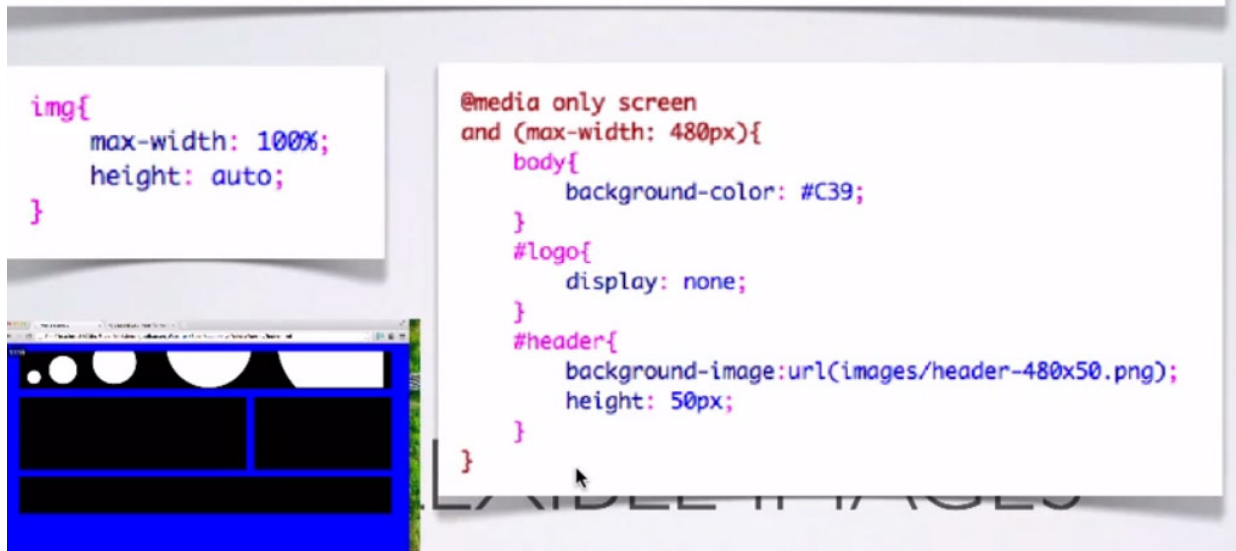 img{
max-width: 100%;
height: auto;
}
@media only screen
and (max-width: 480px){
body{
background-color: #C39;
}
#logo{
display: none;
}
#header{
background-image:url(images/header-480x50.png);
height: 50px;
}
}
IMAGES